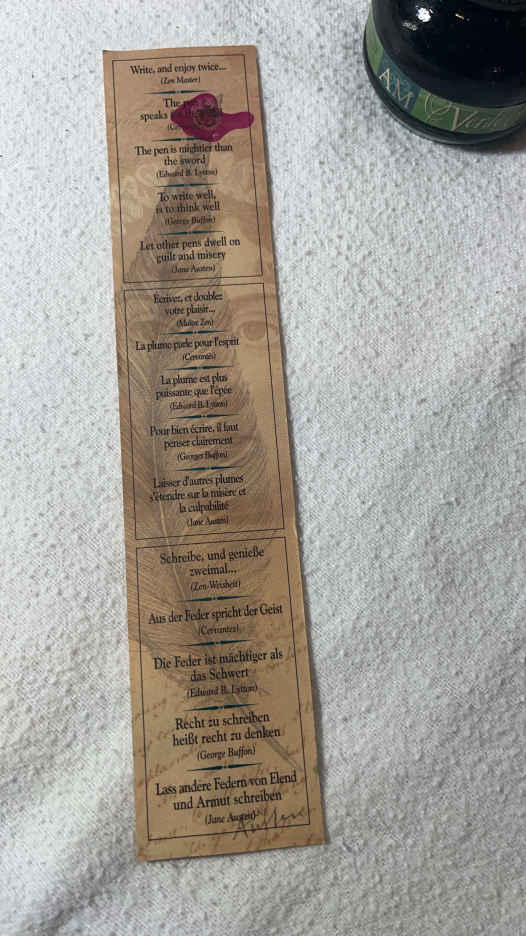 AM
Verde
Write, and enjoy twice...
(Zen Master)
The
speaks
(Ce
The pen is mightier than
the sword
(Edward B. Lytton)
To write well,
is to think well
(George Buffon)
Let other pens dwell on
guilt and misery
(Jane Austen)
Écrivez, et doublez
votre plaisir...
(Maître Zen)
La plume parle pour l'esprit
(Cervantès)
La plume est plus
puissante que l'épée
(Edward B. Lytton)
Pour bien écrire, il faut
penser clairement
(Georges Buffon)
Laisser d'autres plumes
s'étendre sur la misère et
la culpabilité
(Jane Austen)
Schreibe, und genieße
zweimal...
(Zen-Weisheit)
Aus der Feder spricht der Geist
(Cervantes)
Die Feder ist mächtiger als
das Schwert
(Edward B. Lytton)
Recht zu schreiben
heißt recht zu denken
(George Buffon)
Lass andere Federn von Elend
und Armut schreiben
(Jane Austen)